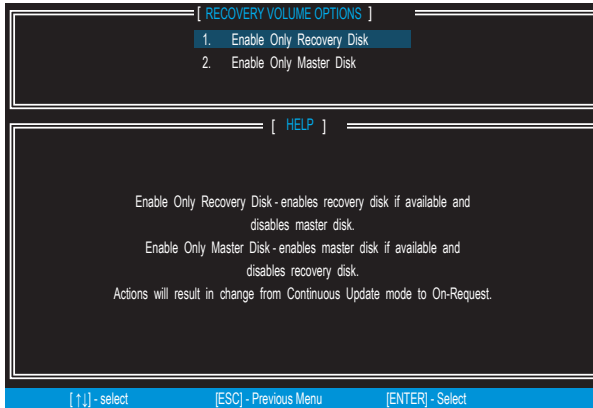 [ RECOVERY VOLUME OPTIONS ]
1. Enable Only Recovery Disk
2. Enable Only Master Disk
[ HELP ]
Enable Only Recovery Disk - enables recovery disk if available and
disables master disk.
Enable Only Master Disk - enables master disk if available and
disables recovery disk.
Actions will result in change from Continuous Update mode to On-Request.
[↑↓] - select [ESC] - Previous Menu [ENTER] - Select